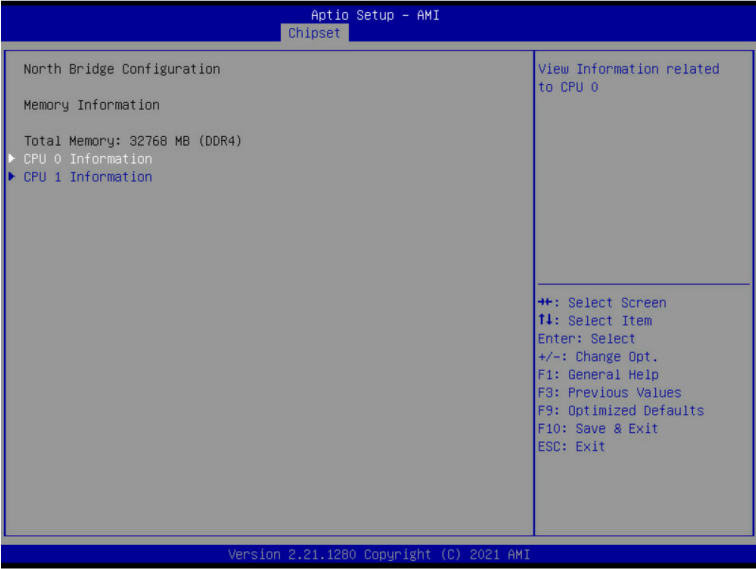 Aptio Setup – AMI
Chipset
North Bridge Configuration
Memory Information
Total Memory: 32768 MB (DDR4)
CPU 0 Information
CPU 1 Information
View Information related
to CPU 0
→←: Select Screen
↑↓: Select Item
Enter: Select
+/-: Change Opt.
F1: General Help
F3: Previous Values
F9: Optimized Defaults
F10: Save & Exit
ESC: Exit
Version 2.21.1280 Copyright (C) 2021 AMI